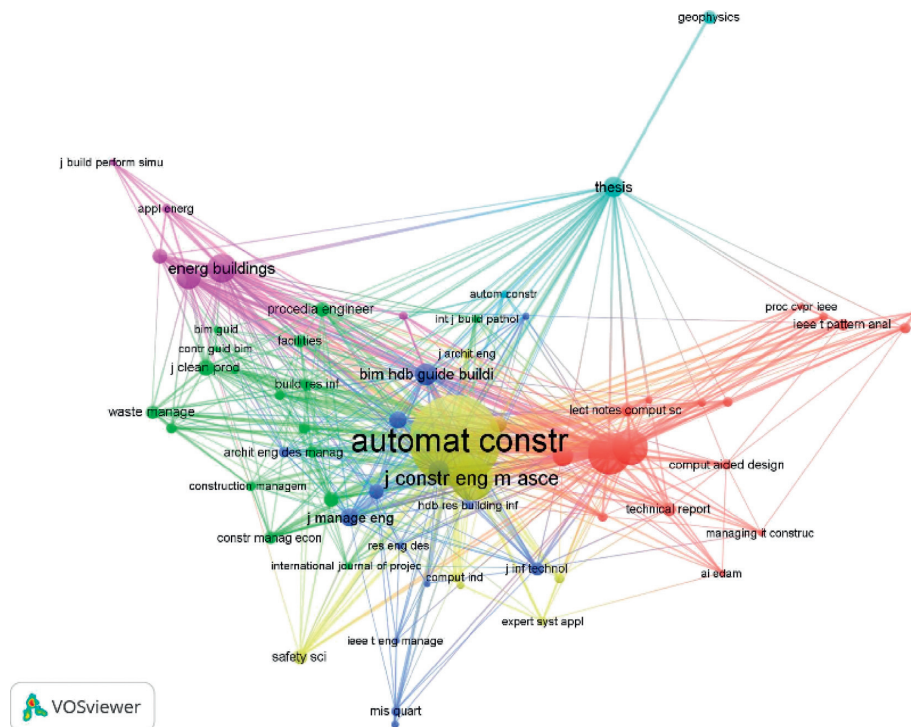 geophysics
j build perform simu
thesis
appl energ
energ buildings
autom constr
procedia engineer
int j build pathol
proc cvpr ieee
ieee t pattern anal
bim guid
facilities
contr guid bim
j archit eng
j clean prod
bim hdb guide buildi
build res inf
waste manage
lect notes comput sc
automat constr
archit eng des manag
comput aided design
j constr eng m asce
construction managem
hdb res building inf
technical report
j manage eng
managing it construc
constr manag econ
res eng des
international journal of projec
j inf technol
ai edam
comput ind
expert syst appl
ieee t eng manage
safety sci
mis quart
VOSviewer